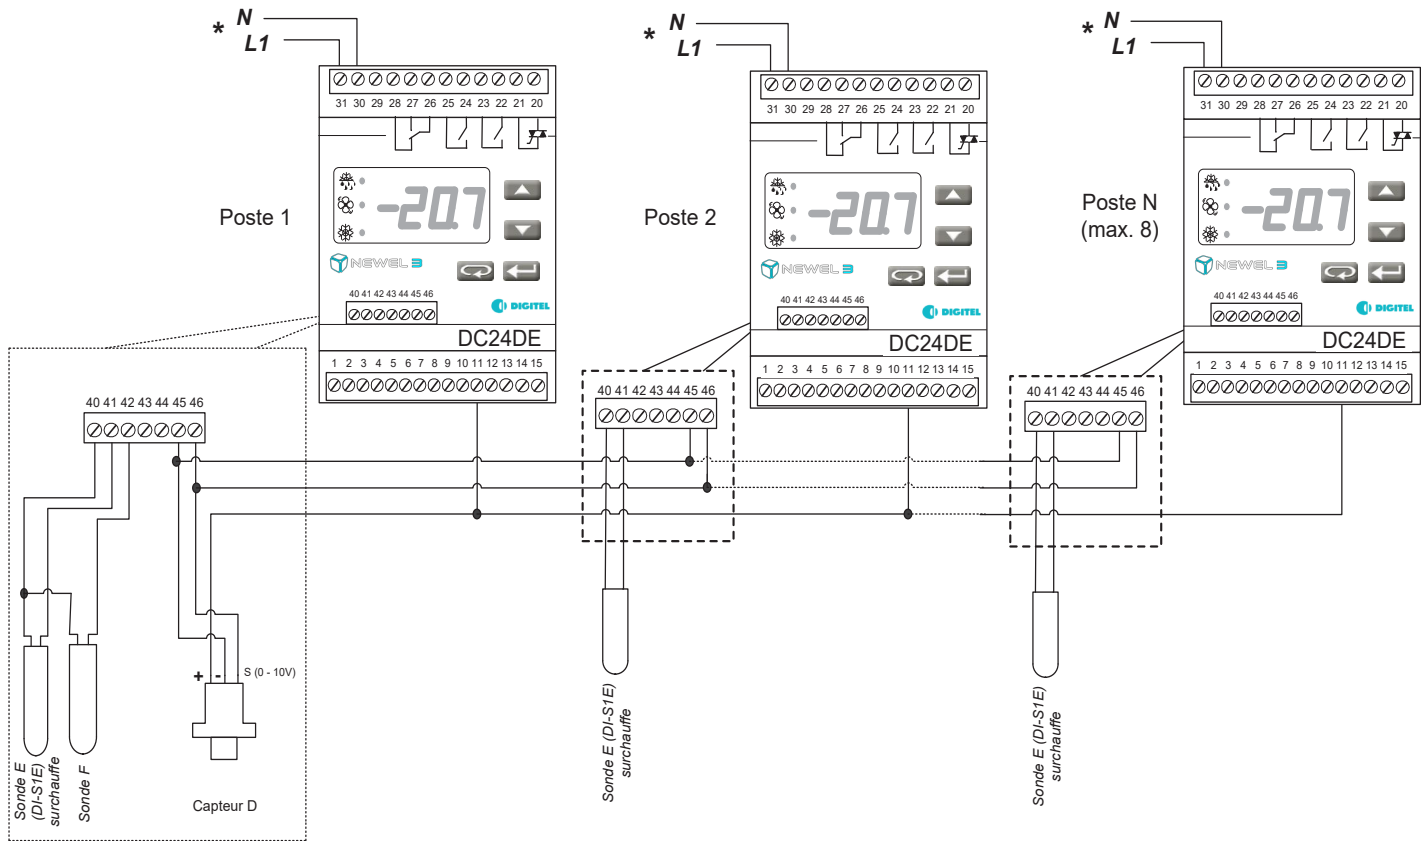 * N
L1
31 30 29 28 27 26 25 24 23 22 21 20
Poste 1
-20.7
NEWEL 3
40 41 42 43 44 45 46
DIGITEL
DC24DE
1 2 3 4 5 6 7 8 9 10 11 12 13 14 15
* N
L1
31 30 29 28 27 26 25 24 23 22 21 20
Poste 2
-20.7
NEWEL 3
40 41 42 43 44 45 46
DIGITEL
DC24DE
1 2 3 4 5 6 7 8 9 10 11 12 13 14 15
* N
L1
31 30 29 28 27 26 25 24 23 22 21 20
Poste N
(max. 8)
-20.7
NEWEL 3
40 41 42 43 44 45 46
DIGITEL
DC24DE
1 2 3 4 5 6 7 8 9 10 11 12 13 14 15
40 41 42 43 44 45 46
40 41 42 43 44 45 46
40 41 42 43 44 45 46
+ - S (0 - 10V)
Sonde E
(DI-S1E)
surchauffe
Sonde F
Capteur D
Sonde E (DI-S1E)
surchauffe
Sonde E (DI-S1E)
surchauffe